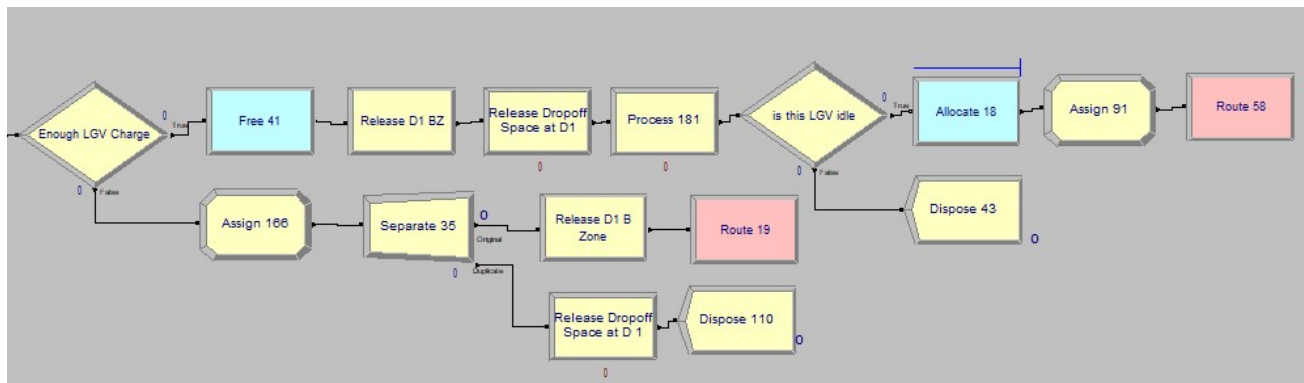 Enough LGV Charge
0
True
0
False
Free 41
Release D1 BZ
Release Dropoff
Space at D1
0
Process 181
0
is this LGV idle
0
True
0
False
Allocate 18
Assign 91
Route 58
Dispose 43
0
Assign 166
Separate 35
0
Original
0
Duplicate
Release D1 B
Zone
Route 19
Release Dropoff
Space at D 1
0
Dispose 110
0